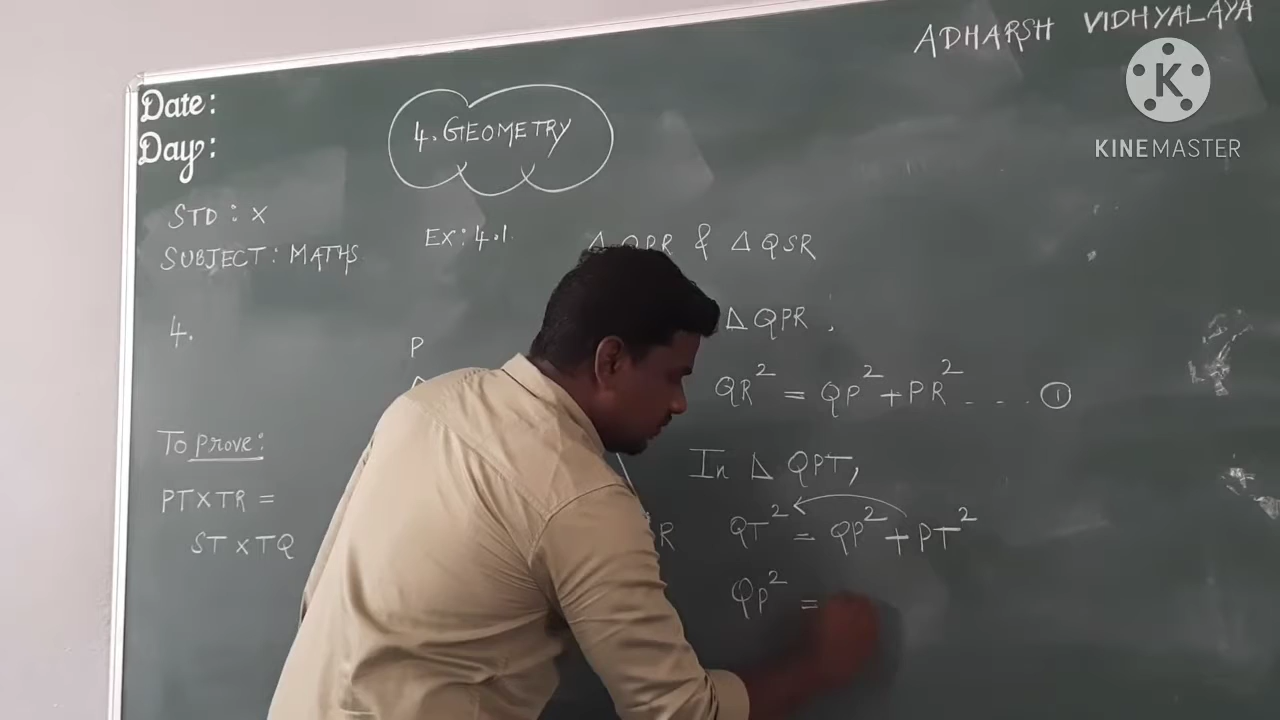 ADHARSH VIDHYALAYA
K
KINEMASTER
Date:
Day:
4. GEOMETRY
STD : X
SUBJECT : MATHS
Ex: 4.1.
Δ QPR & Δ QSR
4.
P
Δ QPR,
QR² = QP² + PR² - - - ①
To prove:
PT×TR =
ST×TQ
R
In Δ QPT,
QT² = QP² + PT²
QP² =